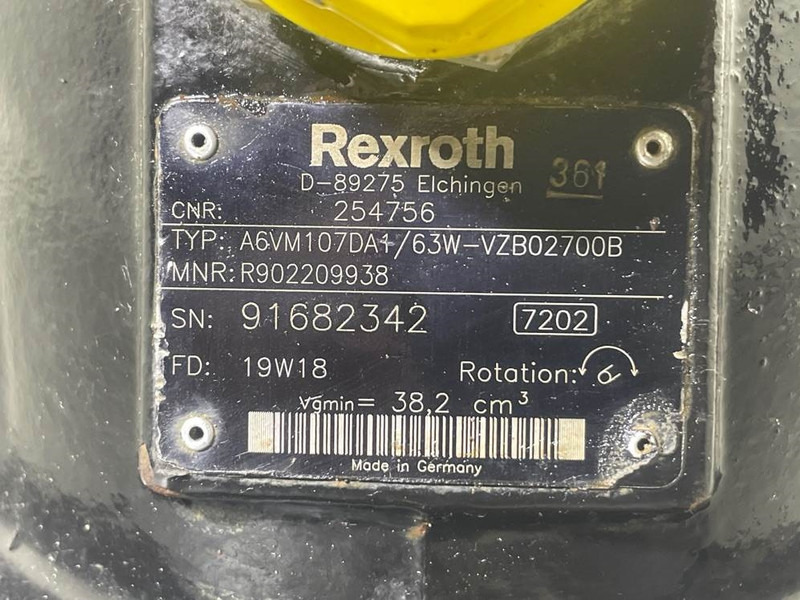 Rexroth
D-89275 Elchingen 361
CNR: 254756
TYP: A6VM107DA1/63W-VZB02700B
MNR: R902209938
SN: 91682342 7202
FD: 19W18 Rotation:
Vgmin = 38,2 cm³
Made in Germany